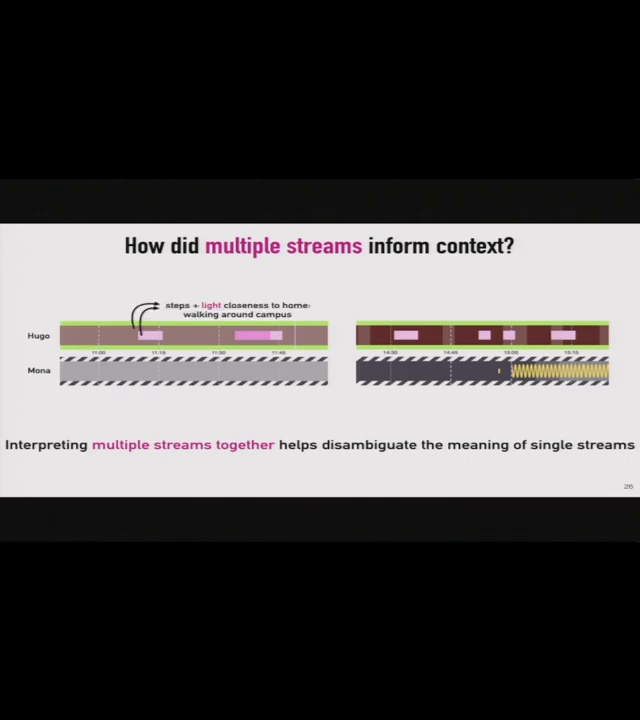 How did multiple streams inform context?
steps + light closeness to home:
walking around campus
Hugo
11:00 11:15 11:30 11:45 14:30 14:45 15:00 15:15
Mona
Interpreting multiple streams together helps disambiguate the meaning of single streams
26